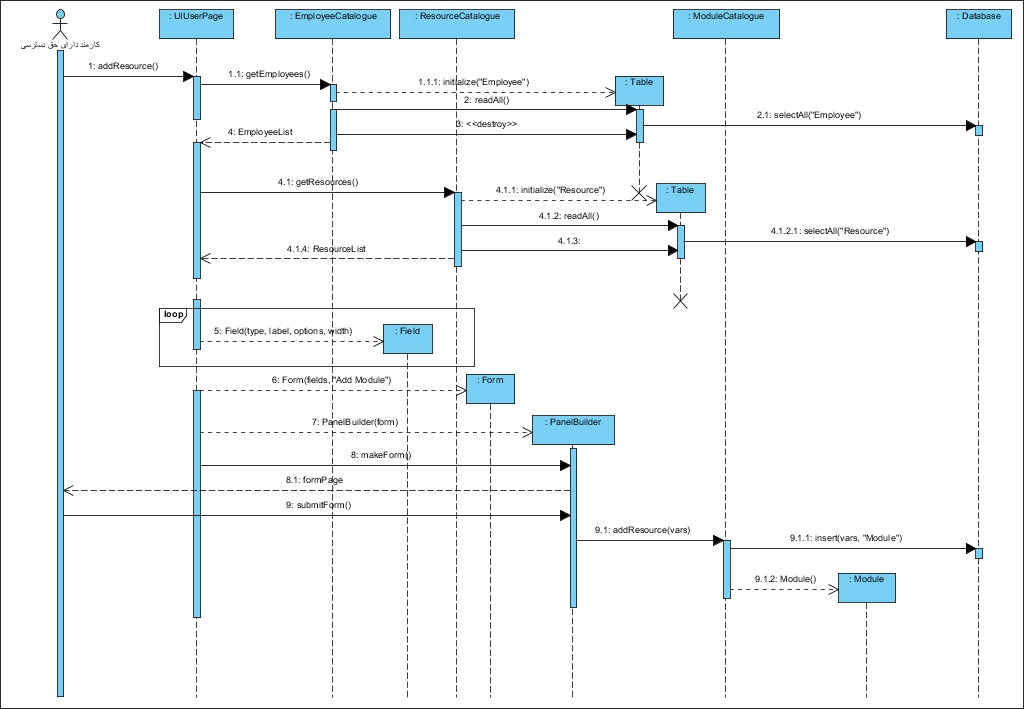 : UIUserPage
: EmployeeCatalogue
: ResourceCatalogue
: ModuleCatalogue
: Database
کارمند دارای حق دسترسی
1: addResource()
1.1: getEmployees()
1.1.1: initialize("Employee")
: Table
2: readAll()
2.1: selectAll("Employee")
3: <<destroy>>
4: EmployeeList
4.1: getResources()
4.1.1: initialize("Resource")
: Table
4.1.2: readAll()
4.1.2.1: selectAll("Resource")
4.1.3:
4.1.4: ResourceList
loop
5: Field(type, label, options, width)
: Field
6: Form(fields, "Add Module")
: Form
7: PanelBuilder(form)
: PanelBuilder
8: makeForm()
8.1: formPage
9: submitForm()
9.1: addResource(vars)
9.1.1: insert(vars, "Module")
9.1.2: Module()
: Module